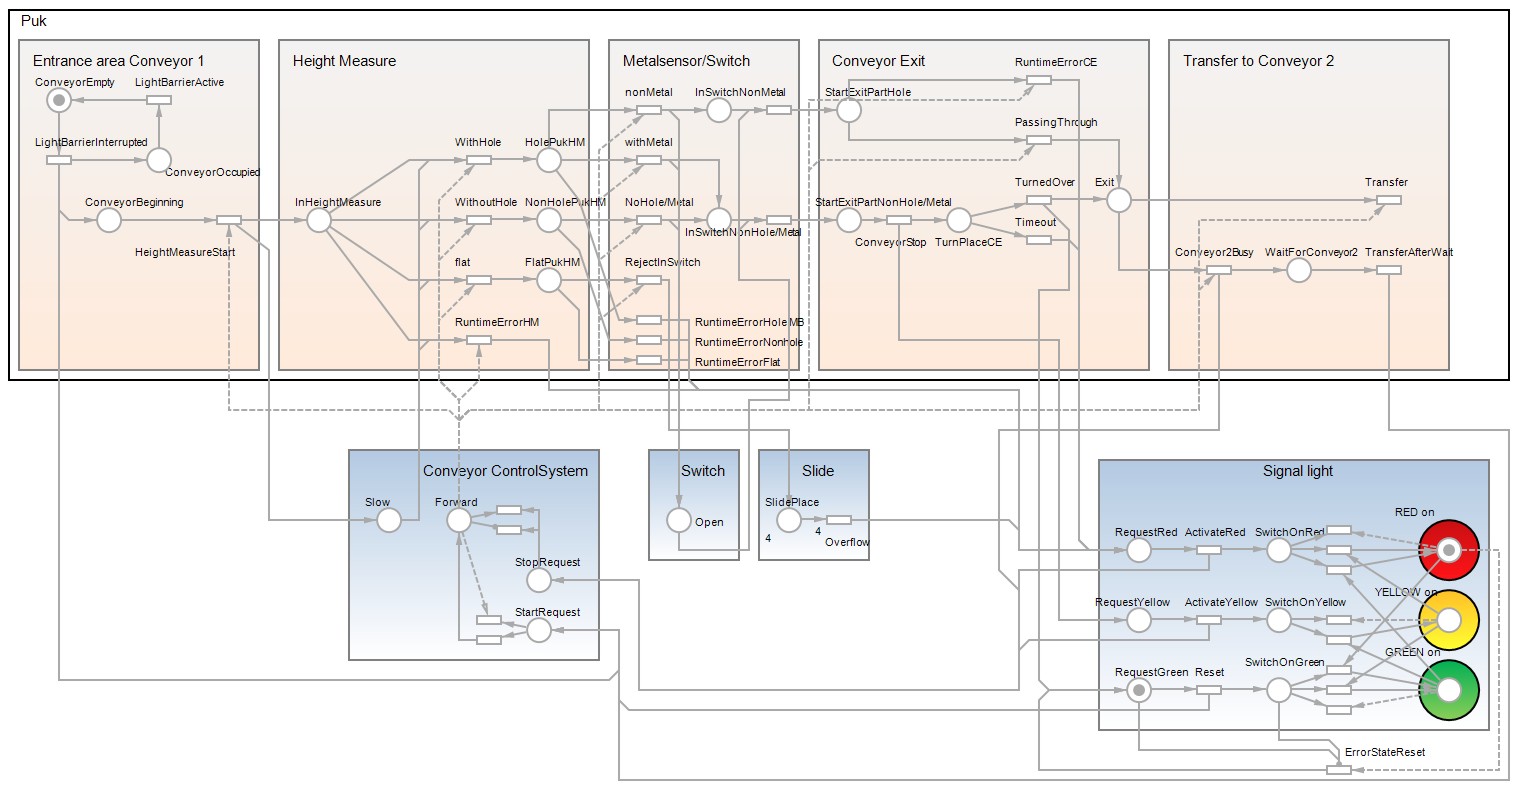 Puk
Entrance area Conveyor 1
ConveyorEmpty
LightBarrierActive
LightBarrierInterrupted
ConveyorOccupied
ConveyorBeginning
HeightMeasureStart
Height Measure
WithHole
HolePukHM
InHeightMeasure
WithoutHole
NonHolePukHM
flat
FlatPukHM
RuntimeErrorHM
Metalsensor/Switch
nonMetal
InSwitchNonMetal
withMetal
NoHole/Metal
InSwitchNonHole/Metal
RejectInSwitch
RuntimeErrorHole MB
RuntimeErrorNonhole
RuntimeErrorFlat
Conveyor Exit
RuntimeErrorCE
StartExitPartHole
PassingThrough
TurnedOver
Exit
StartExitPartNonHole/Metal
Timeout
ConveyorStop
TurnPlaceCE
Transfer to Conveyor 2
Transfer
Conveyor2Busy
WaitForConveyor2
TransferAfterWait
Conveyor ControlSystem
Slow
Forward
StopRequest
StartRequest
Switch
Open
Slide
SlidePlace
4
4
Overflow
Signal light
RED on
RequestRed
ActivateRed
SwitchOnRed
YELLOW on
RequestYellow
ActivateYellow
SwitchOnYellow
GREEN on
RequestGreen
Reset
SwitchOnGreen
ErrorStateReset